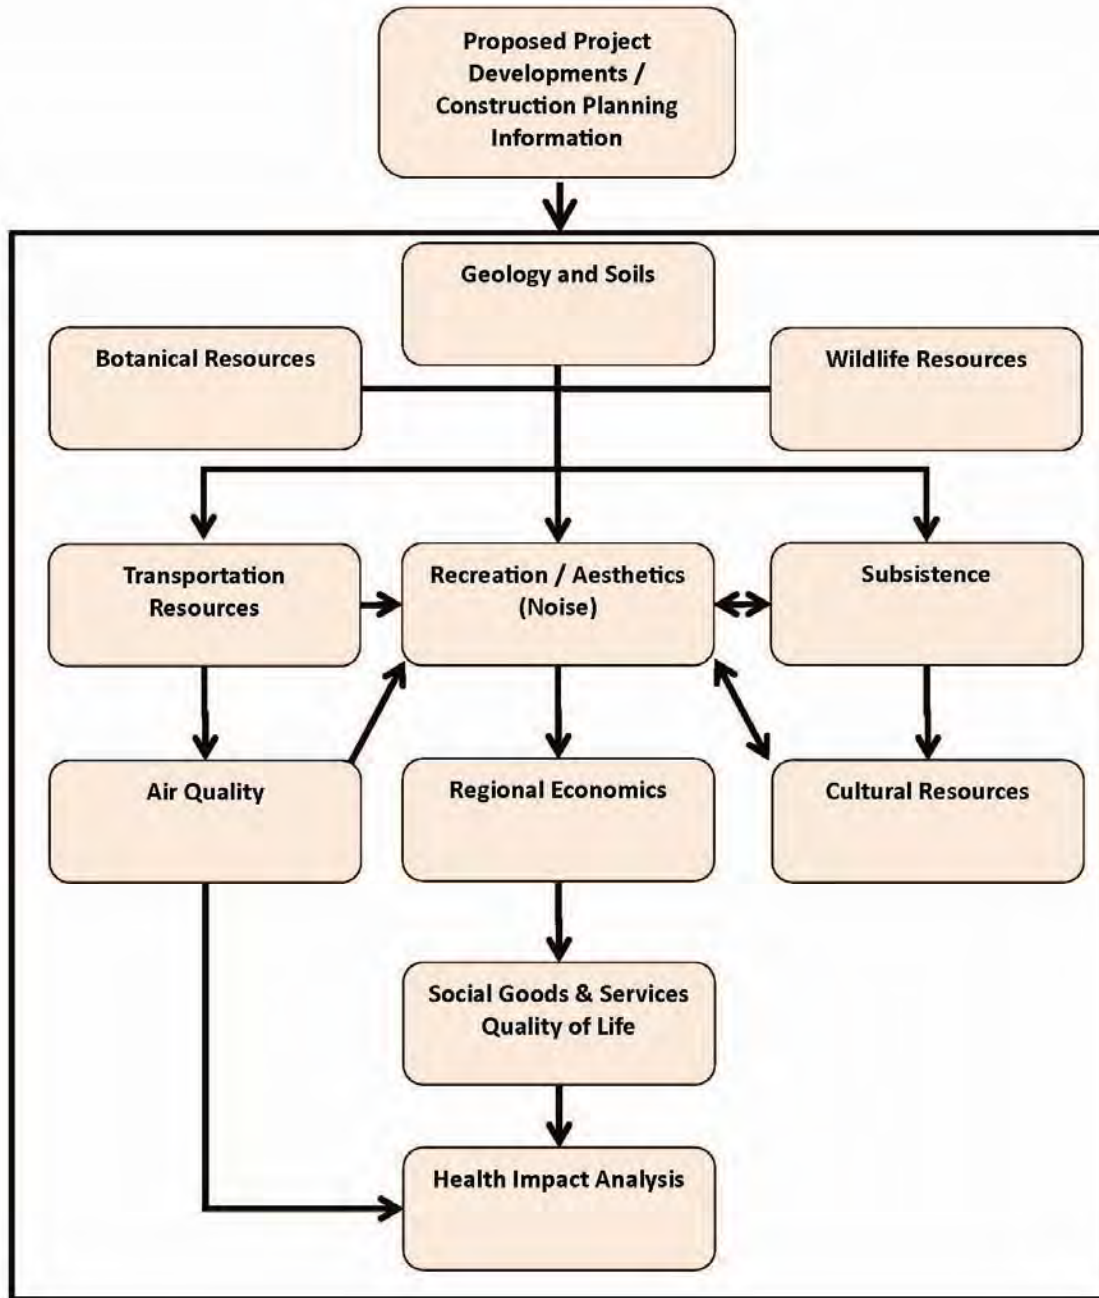 Proposed Project
Developments /
Construction Planning
Information
Geology and Soils
Botanical Resources
Wildlife Resources
Transportation
Resources
Recreation / Aesthetics
(Noise)
Subsistence
Air Quality
Regional Economics
Cultural Resources
Social Goods & Services
Quality of Life
Health Impact Analysis